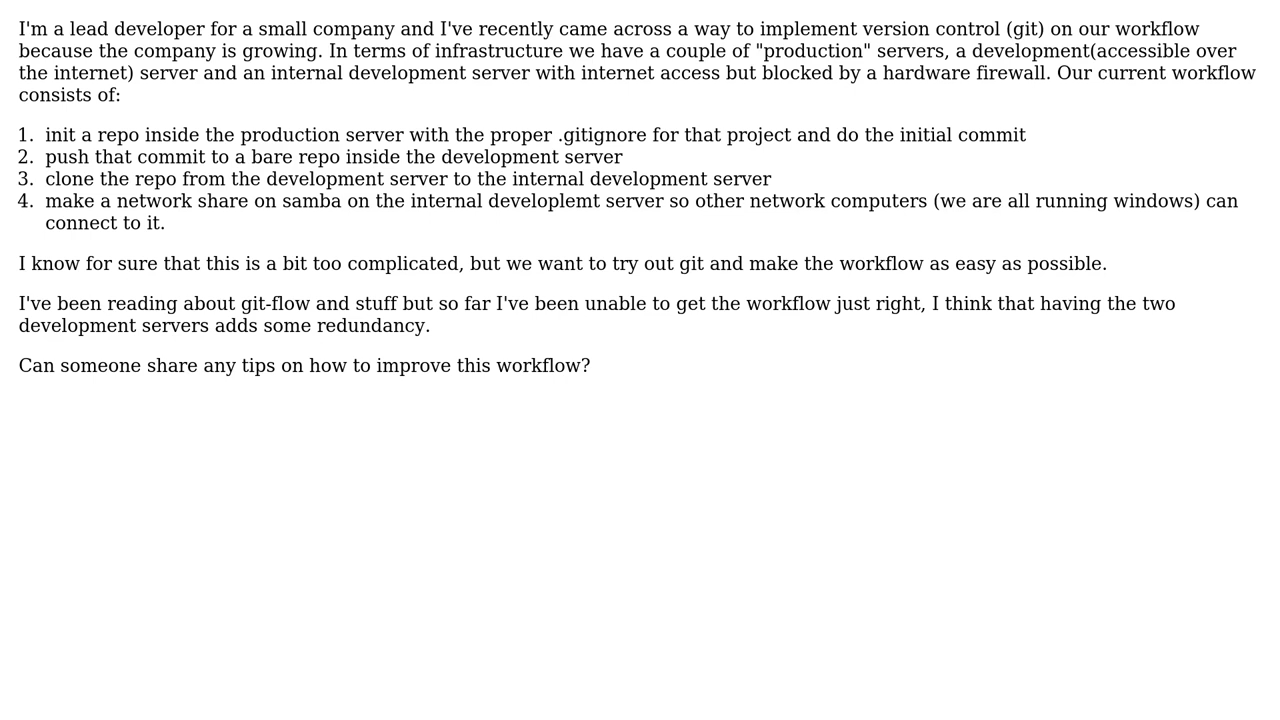 I'm a lead developer for a small company and I've recently came across a way to implement version control (git) on our workflow
because the company is growing. In terms of infrastructure we have a couple of "production" servers, a development(accessible over
the internet) server and an internal development server with internet access but blocked by a hardware firewall. Our current workflow
consists of:
1. init a repo inside the production server with the proper .gitignore for that project and do the initial commit
2. push that commit to a bare repo inside the development server
3. clone the repo from the development server to the internal development server
4. make a network share on samba on the internal developlemt server so other network computers (we are all running windows) can
connect to it.
I know for sure that this is a bit too complicated, but we want to try out git and make the workflow as easy as possible.
I've been reading about git-flow and stuff but so far I've been unable to get the workflow just right, I think that having the two
development servers adds some redundancy.
Can someone share any tips on how to improve this workflow?